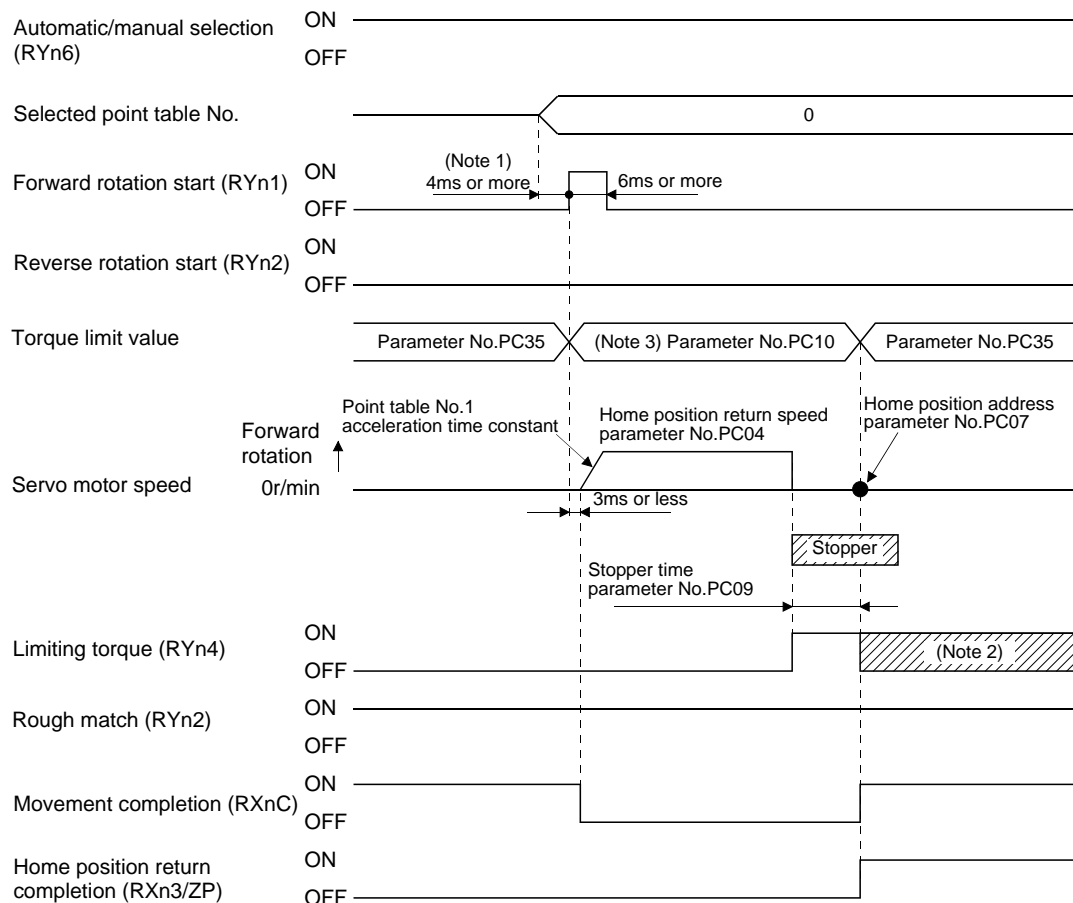 Automatic/manual selection
(RYn6)
ON
OFF
Selected point table No.
0
Forward rotation start (RYn1)
ON
OFF
(Note 1)
4ms or more
6ms or more
Reverse rotation start (RYn2)
ON
OFF
Torque limit value
Parameter No.PC35
(Note 3) Parameter No.PC10
Parameter No.PC35
Servo motor speed
Forward
rotation
0r/min
Point table No.1
acceleration time constant
Home position return speed
parameter No.PC04
Home position address
parameter No.PC07
3ms or less
Stopper
Stopper time
parameter No.PC09
Limiting torque (RYn4)
ON
OFF
(Note 2)
Rough match (RYn2)
ON
OFF
Movement completion (RXnC)
ON
OFF
Home position return
completion (RXn3/ZP)
ON
OFF